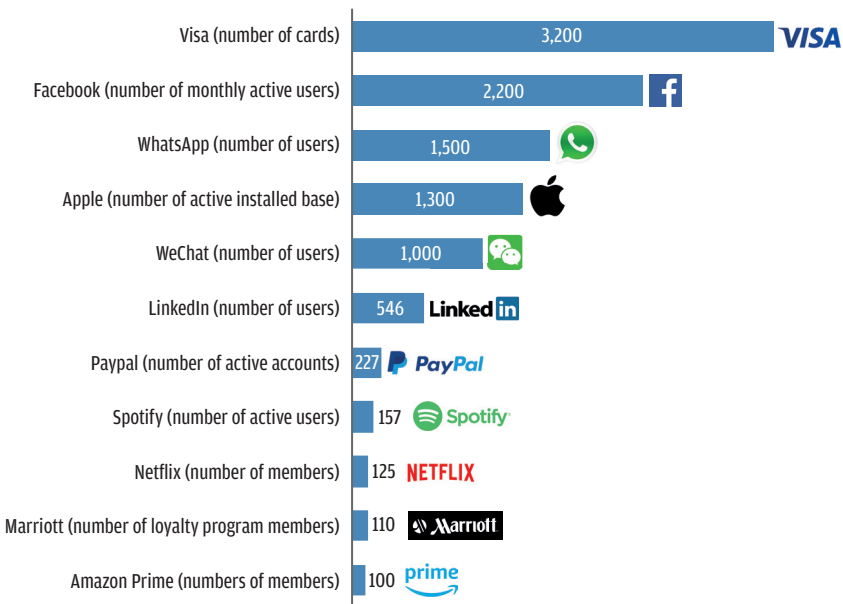 Visa (number of cards) 3,200 VISA
Facebook (number of monthly active users) 2,200 f
WhatsApp (number of users) 1,500
Apple (number of active installed base) 1,300
WeChat (number of users) 1,000
LinkedIn (number of users) 546 Linked in
Paypal (number of active accounts) 227 P PayPal
Spotify (number of active users) 157 Spotify
Netflix (number of members) 125 NETFLIX
Marriott (number of loyalty program members) 110 Marriott
Amazon Prime (numbers of members) 100 prime